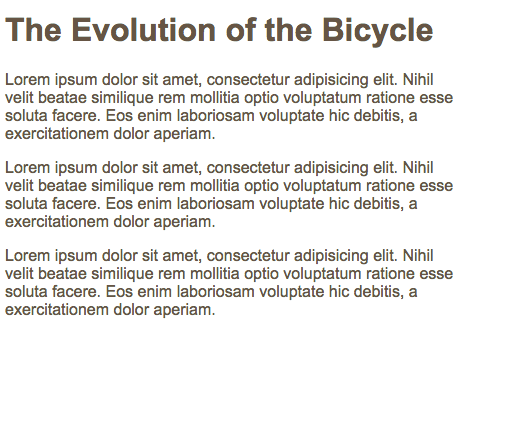 The Evolution of the Bicycle
Lorem ipsum dolor sit amet, consectetur adipisicing elit. Nihil
velit beatae similique rem mollitia optio voluptatum ratione esse
soluta facere. Eos enim laboriosam voluptate hic debitis, a
exercitationem dolor aperiam.
Lorem ipsum dolor sit amet, consectetur adipisicing elit. Nihil
velit beatae similique rem mollitia optio voluptatum ratione esse
soluta facere. Eos enim laboriosam voluptate hic debitis, a
exercitationem dolor aperiam.
Lorem ipsum dolor sit amet, consectetur adipisicing elit. Nihil
velit beatae similique rem mollitia optio voluptatum ratione esse
soluta facere. Eos enim laboriosam voluptate hic debitis, a
exercitationem dolor aperiam.